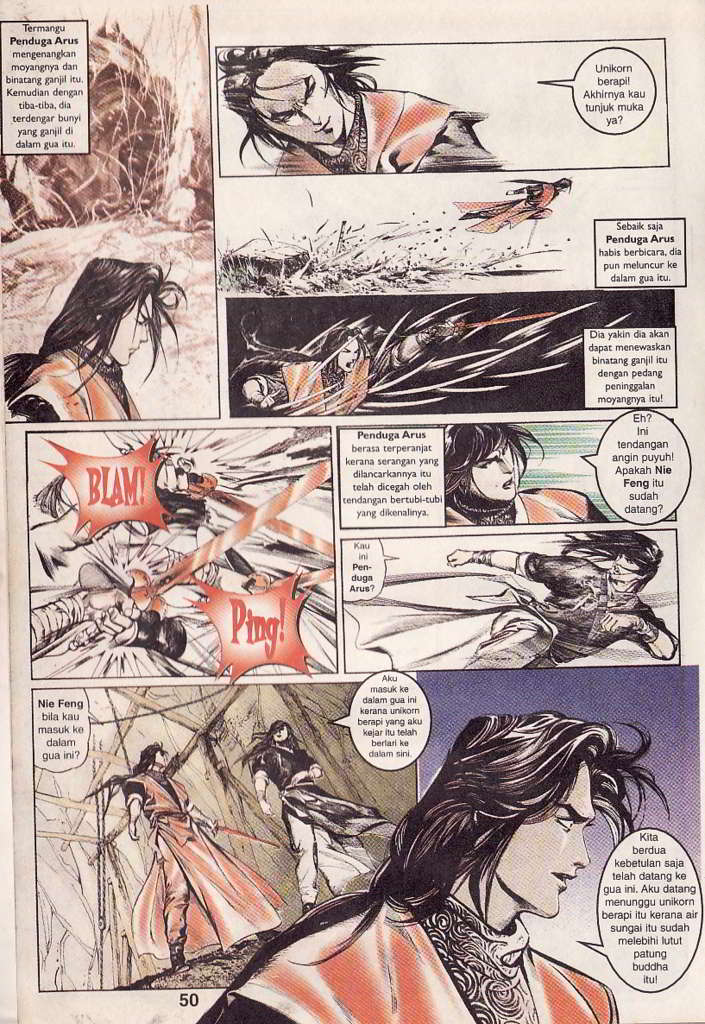 Termangu
Penduga Arus
mengenangkan
moyangnya dan
binatang ganjil itu.
Kemudian dengan
tiba-tiba, dia
terdengar bunyi
yang ganjil di
dalam gua itu.
Unikorn
berapi!
Akhirnya kau
tunjuk muka
ya?
Sebaik saja
Penduga Arus
habis berbicara, dia
pun meluncur ke
dalam gua itu.
Dia yakin dia akan
dapat menewaskan
binatang ganjil itu
dengan pedang
peninggalan
moyangnya itu!
BLAM!
Ping!
Penduga Arus
berasa terperanjat
kerana serangan yang
dilancarkannya itu
telah dicegah oleh
tendangan bertubi-tubi
yang dikenalinya.
Eh?
Ini
tendangan
angin puyuh!
Apakah Nie
Feng itu
sudah
datang?
Kau
ini
Pen-
duga
Arus?
Nie Feng
bila kau
masuk ke
dalam
gua ini?
Aku
masuk ke
dalam gua ini
kerana unikorn
berapi yang aku
kejar itu telah
berlari ke
dalam sini.
Kita
berdua
kebetulan saja
telah datang ke
gua ini. Aku datang
menunggu unikorn
berapi itu kerana air
sungai itu sudah
melebihi lutut
patung
buddha
itu!
50